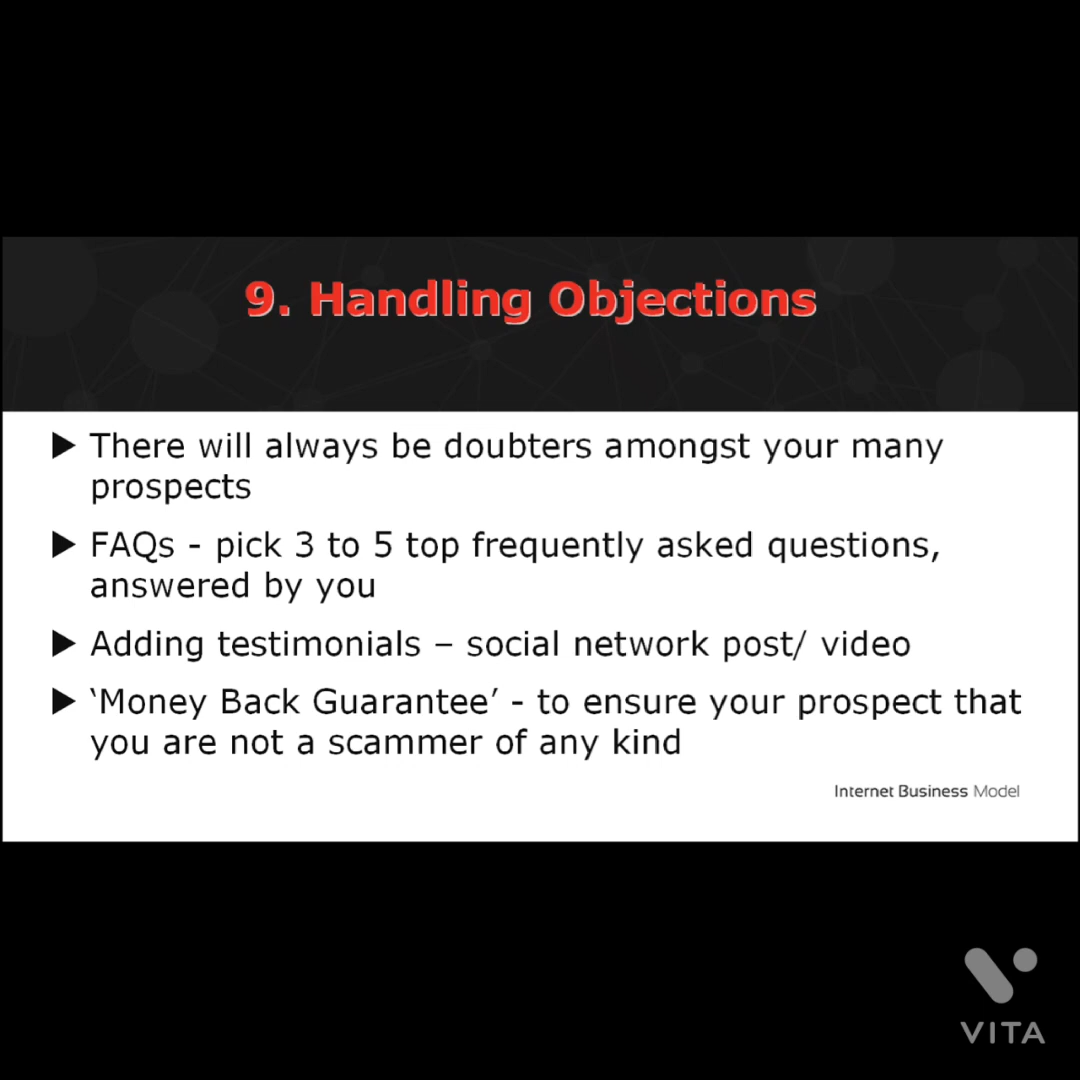 9. Handling Objections
▶ There will always be doubters amongst your many
prospects
▶ FAQs - pick 3 to 5 top frequently asked questions,
answered by you
▶ Adding testimonials – social network post/ video
▶ ‘Money Back Guarantee’ - to ensure your prospect that
you are not a scammer of any kind
Internet Business Model
VITA